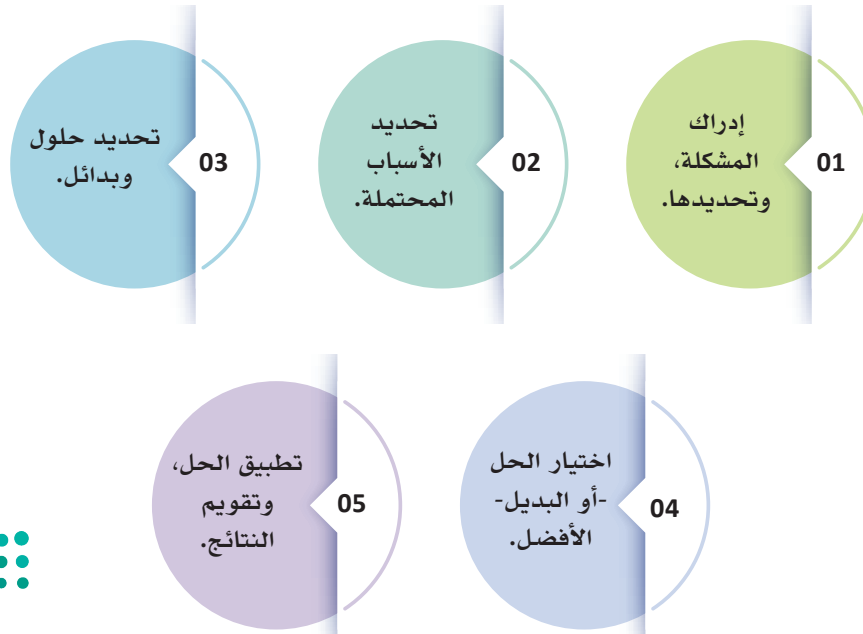 01
إدراك
المشكلة،
وتحديدها.
02
تحديد
الأسباب
المحتملة.
03
تحديد حلول
وبدائل.
04
اختيار الحل
-أو البديل-
الأفضل.
05
تطبيق الحل،
وتقويم
النتائج.